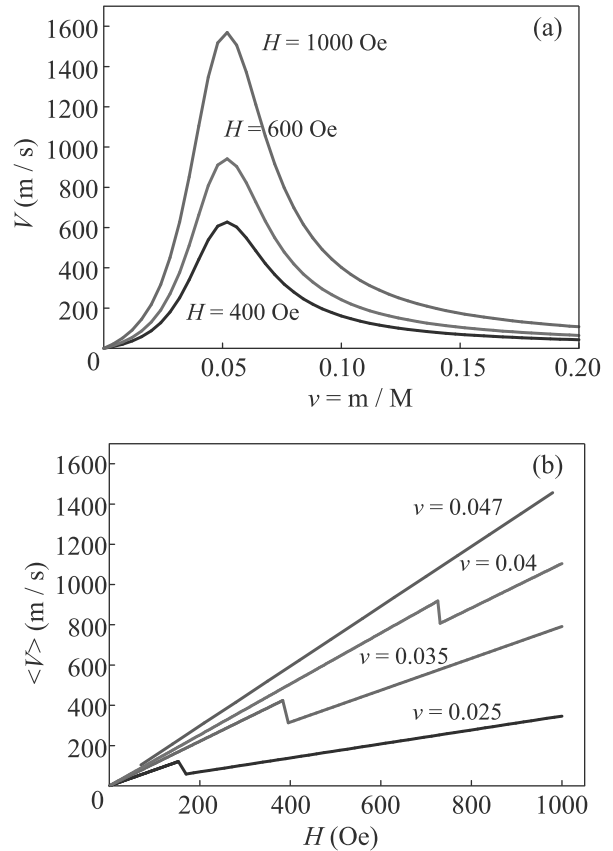 1600
(a)
H = 1000 Oe
1400
1200
H = 600 Oe
1000
V (m / s)
800
600
400
H = 400 Oe
200
0
0.05
0.10
0.15
0.20
v = m / M
1600
(b)
1400
v = 0.047
1200
v = 0.04
1000
<V> (m / s)
800
v = 0.035
600
400
v = 0.025
200
0
200
400
600
800
1000
H (Oe)